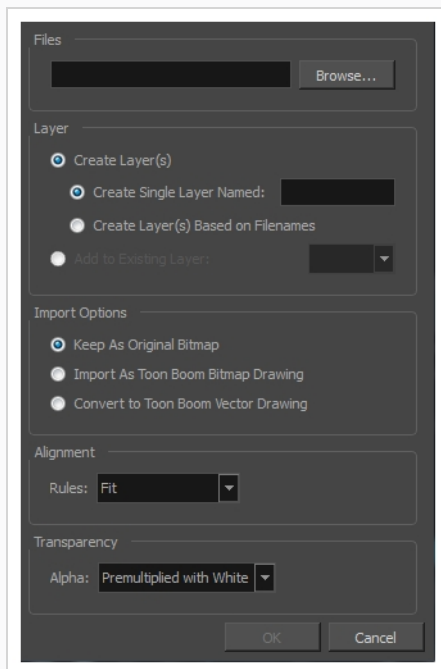 Files
Browse...
Layer
Create Layer(s)
Create Single Layer Named:
Create Layer(s) Based on Filenames
Add to Existing Layer:
Import Options
Keep As Original Bitmap
Import As Toon Boom Bitmap Drawing
Convert to Toon Boom Vector Drawing
Alignment
Rules: Fit
Transparency
Alpha: Premultiplied with White
OK Cancel